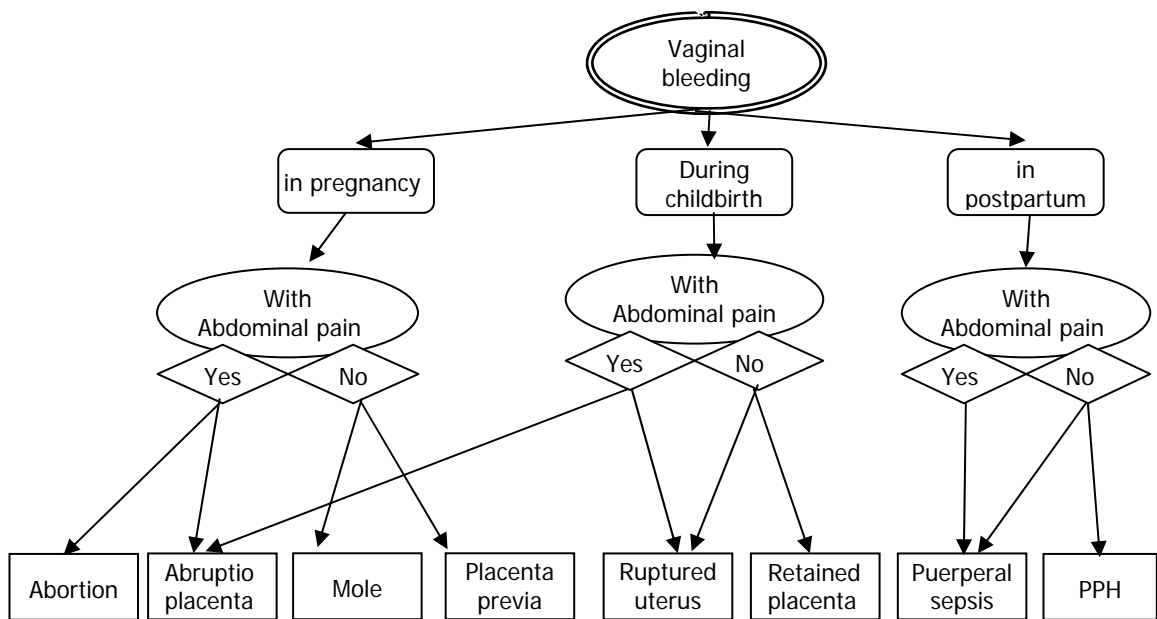 Vaginal
bleeding
in pregnancy
During
childbirth
in
postpartum
With
Abdominal pain
With
Abdominal pain
With
Abdominal pain
Yes
No
Yes
No
Yes
No
Abortion
Abruptio
placenta
Mole
Placenta
previa
Ruptured
uterus
Retained
placenta
Puerperal
sepsis
PPH